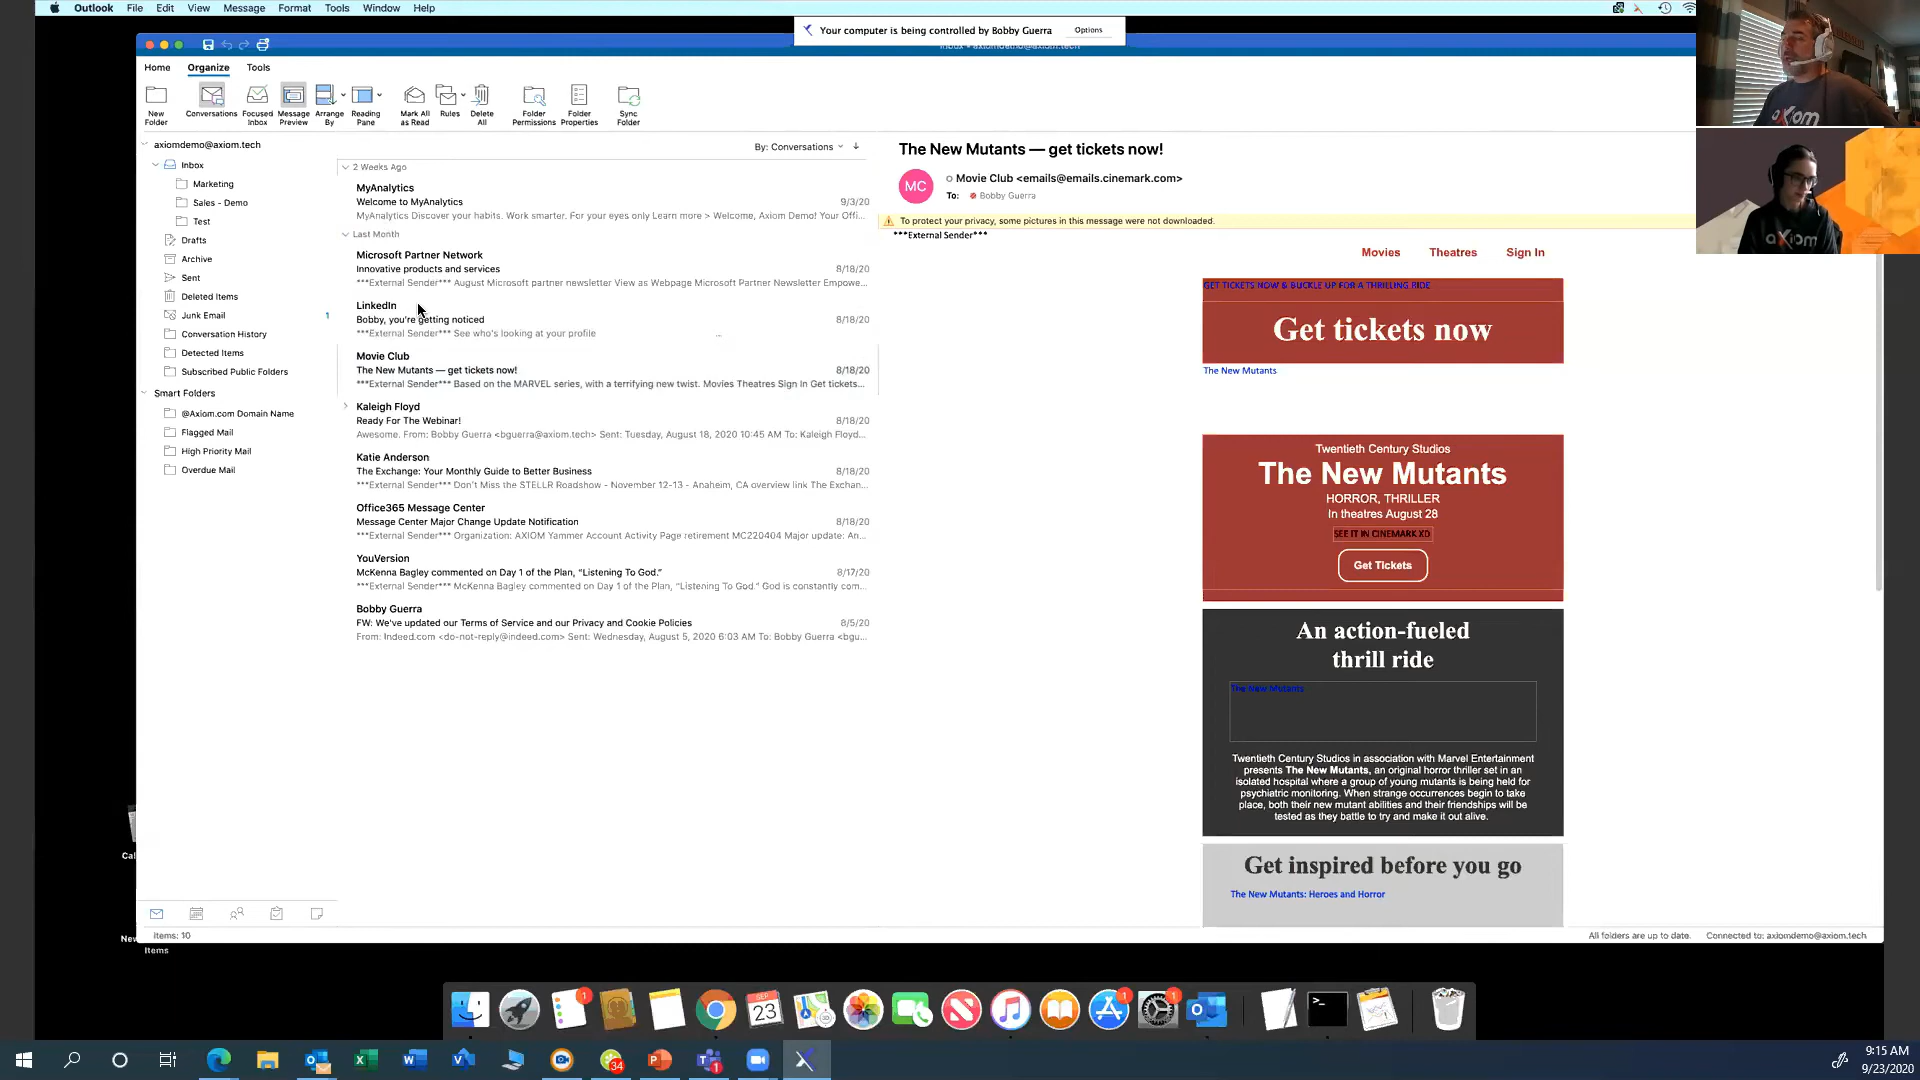 Outlook File Edit View Message Format Tools Window Help
Your computer is being controlled by Bobby Guerra Options
Inbox - axiomdemo@axiom.tech
Home Organize Tools
New Folder
Conversations
Focused Inbox
Message Preview
Arrange By
Reading Pane
Mark All as Read
Rules
Delete All
Folder Permissions
Folder Properties
Sync Folder
axiomdemo@axiom.tech
Inbox
Marketing
Sales - Demo
Test
Drafts
Archive
Sent
Deleted Items
Junk Email 1
Conversation History
Detected Items
Subscribed Public Folders
Smart Folders
@Axiom.com Domain Name
Flagged Mail
High Priority Mail
Overdue Mail
By: Conversations
2 Weeks Ago
MyAnalytics
Welcome to MyAnalytics 9/3/20
MyAnalytics Discover your habits. Work smarter. For your eyes only Learn more > Welcome, Axiom Demo! Your Offi...
Last Month
Microsoft Partner Network
Innovative products and services 8/18/20
***External Sender*** August Microsoft partner newsletter View as Webpage Microsoft Partner Newsletter Empowe...
LinkedIn
Bobby, you're getting noticed 8/18/20
***External Sender*** See who's looking at your profile ...
Movie Club
The New Mutants — get tickets now! 8/18/20
***External Sender*** Based on the MARVEL series, with a terrifying new twist. Movies Theatres Sign In Get tickets...
Kaleigh Floyd
Ready For The Webinar! 8/18/20
Awesome. From: Bobby Guerra <bguerra@axiom.tech> Sent: Tuesday, August 18, 2020 10:45 AM To: Kaleigh Floyd...
Katie Anderson
The Exchange: Your Monthly Guide to Better Business 8/18/20
***External Sender*** Don't Miss the STELLR Roadshow - November 12-13 - Anaheim, CA overview link The Exchan...
Office365 Message Center
Message Center Major Change Update Notification 8/18/20
***External Sender*** Organization: AXIOM Yammer Account Activity Page retirement MC220404 Major update: An...
YouVersion
McKenna Bagley commented on Day 1 of the Plan, "Listening To God." 8/17/20
***External Sender*** McKenna Bagley commented on Day 1 of the Plan, "Listening To God." God is constantly com...
Bobby Guerra
FW: We've updated our Terms of Service and our Privacy and Cookie Policies 8/5/20
From: Indeed.com <do-not-reply@indeed.com> Sent: Wednesday, August 5, 2020 6:03 AM To: Bobby Guerra <bgu...
The New Mutants — get tickets now!
MC
Movie Club <emails@emails.cinemark.com>
To: Bobby Guerra
To protect your privacy, some pictures in this message were not downloaded.
***External Sender***
Movies Theatres Sign In
GET TICKETS NOW & BUCKLE UP FOR A THRILLING RIDE
Get tickets now
The New Mutants
Twentieth Century Studios
The New Mutants
HORROR, THRILLER
In theatres August 28
SEE IT IN CINEMARK XD
Get Tickets
An action-fueled
thrill ride
The New Mutants
Twentieth Century Studios in association with Marvel Entertainment
presents The New Mutants, an original horror thriller set in an
isolated hospital where a group of young mutants is being held for
psychiatric monitoring. When strange occurrences begin to take
place, both their new mutant abilities and their friendships will be
tested as they battle to try and make it out alive.
Get inspired before you go
The New Mutants: Heroes and Horror
Items: 10
All folders are up to date. Connected to: axiomdemo@axiom.tech
Cal
New
Items
axiom
axiom
1
SEP
23
1
1
34
1
9:15 AM
9/23/2020